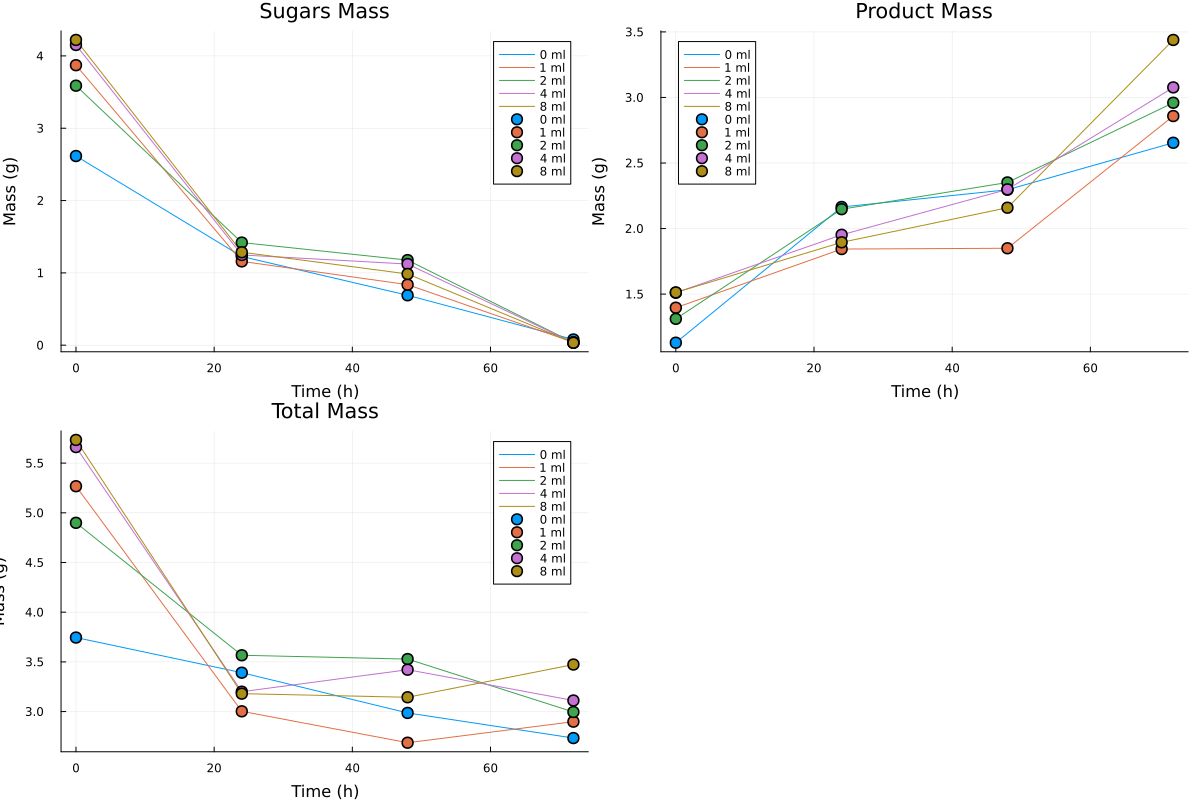 Sugars Mass
Mass (g)
4
3
2
1
0
0 ml
1 ml
2 ml
4 ml
8 ml
0 ml
1 ml
2 ml
4 ml
8 ml
0
20
40
60
Time (h)
Product Mass
Mass (g)
3.5
3.0
2.5
2.0
1.5
0 ml
1 ml
2 ml
4 ml
8 ml
0 ml
1 ml
2 ml
4 ml
8 ml
0
20
40
60
Time (h)
Total Mass
Mass (g)
5.5
5.0
4.5
4.0
3.5
3.0
0 ml
1 ml
2 ml
4 ml
8 ml
0 ml
1 ml
2 ml
4 ml
8 ml
0
20
40
60
Time (h)